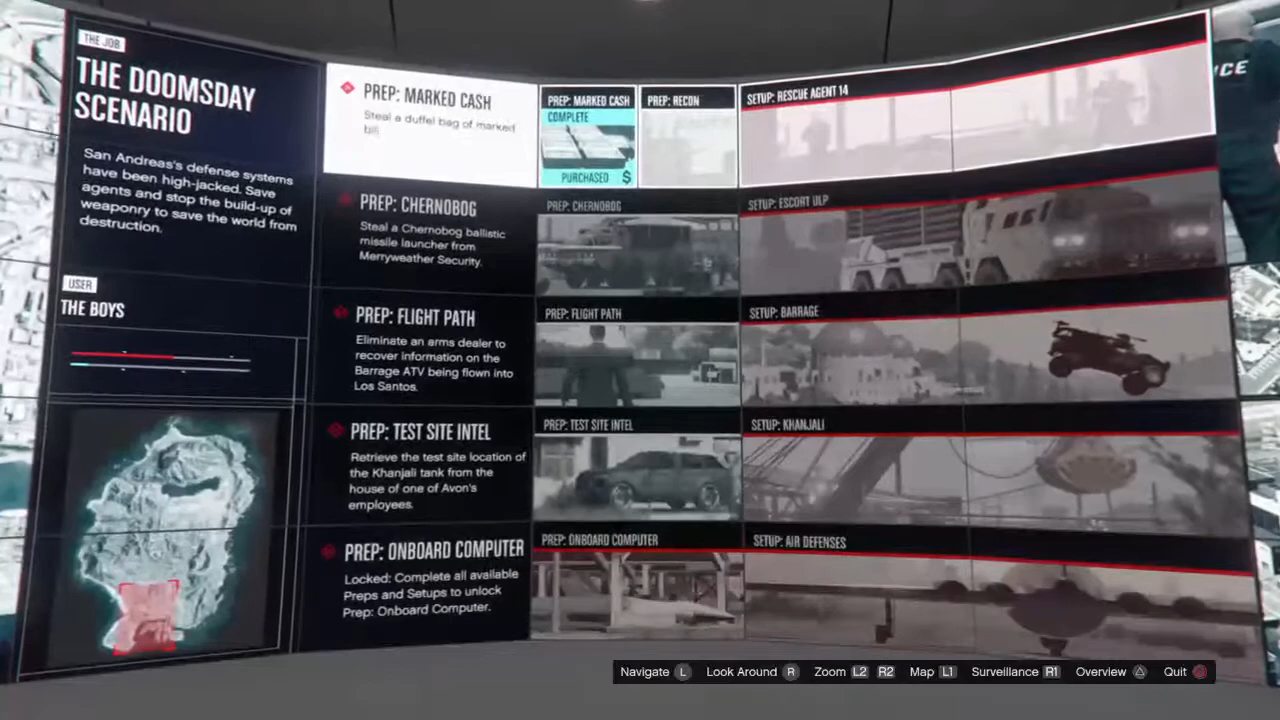 THE JOB
THE DOOMSDAY
SCENARIO
San Andreas's defense systems
have been high-jacked. Save
agents and stop the build-up of
weaponry to save the world from
destruction.
USER
THE BOYS
PREP: MARKED CASH
Steal a duffel bag of marked
bill
PREP: CHERNOBOG
Steal a Chernobog ballistic
missile launcher from
Merryweather Security.
PREP: FLIGHT PATH
Eliminate an arms dealer to
recover information on the
Barrage ATV being flown into
Los Santos.
PREP: TEST SITE INTEL
Retrieve the test site location of
the Khanjali tank from the
house of one of Avon's
employees.
PREP: ONBOARD COMPUTER
Locked: Complete all available
Preps and Setups to unlock
Prep: Onboard Computer.
PREP: MARKED CASH
COMPLETE
PURCHASED $
PREP: RECON
SETUP: RESCUE AGENT 14
PREP: CHERNOBOG
SETUP: ESCORT ULP
PREP: FLIGHT PATH
SETUP: BARRAGE
PREP: TEST SITE INTEL
SETUP: KHANJALI
PREP: ONBOARD COMPUTER
SETUP: AIR DEFENSES
ICE
Navigate L Look Around R Zoom L2 R2 Map L1 Surveillance R1 Overview Quit